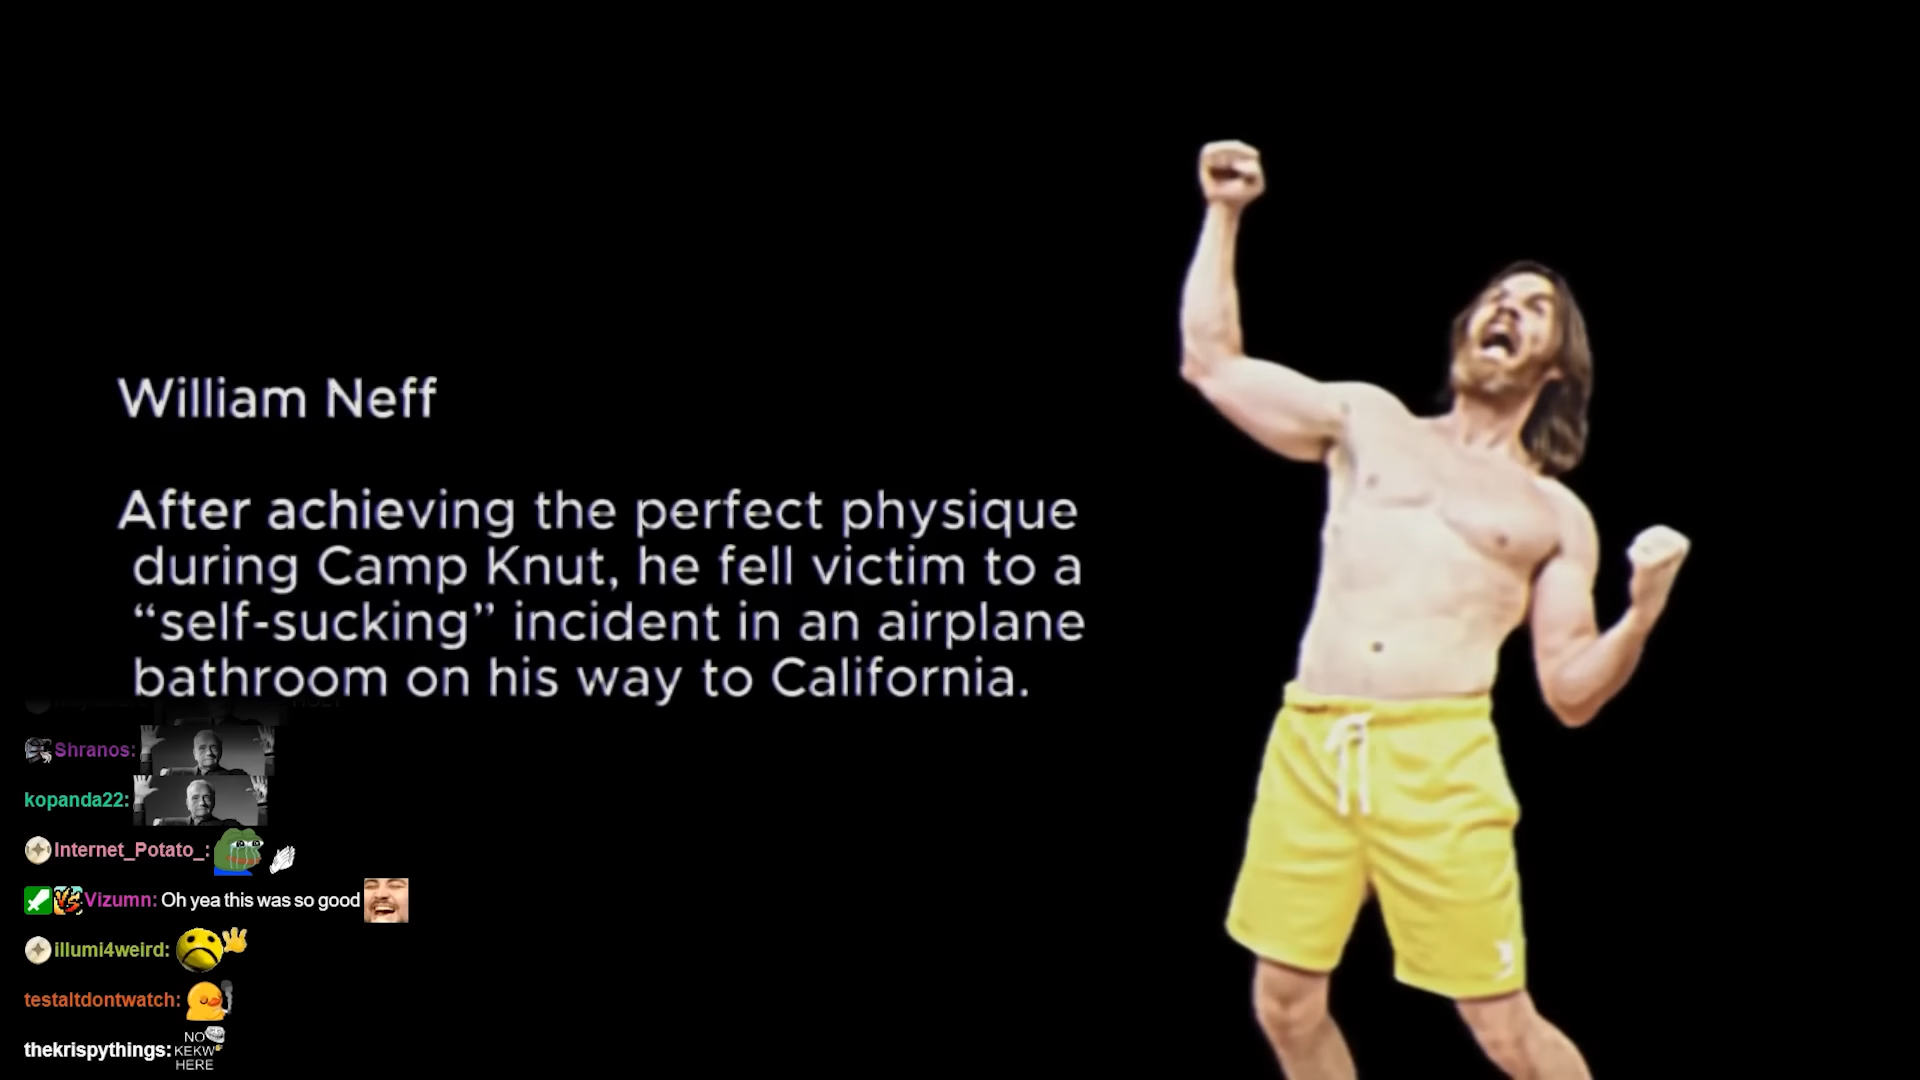 William Neff
After achieving the perfect physique
during Camp Knut, he fell victim to a
“self-sucking” incident in an airplane
bathroom on his way to California.
Shranos:
kopanda22:
Internet_Potato_:
Vizumn: Oh yea this was so good
illumi4weird:
testaltdontwatch:
thekrispythings: NO
KEKW
HERE